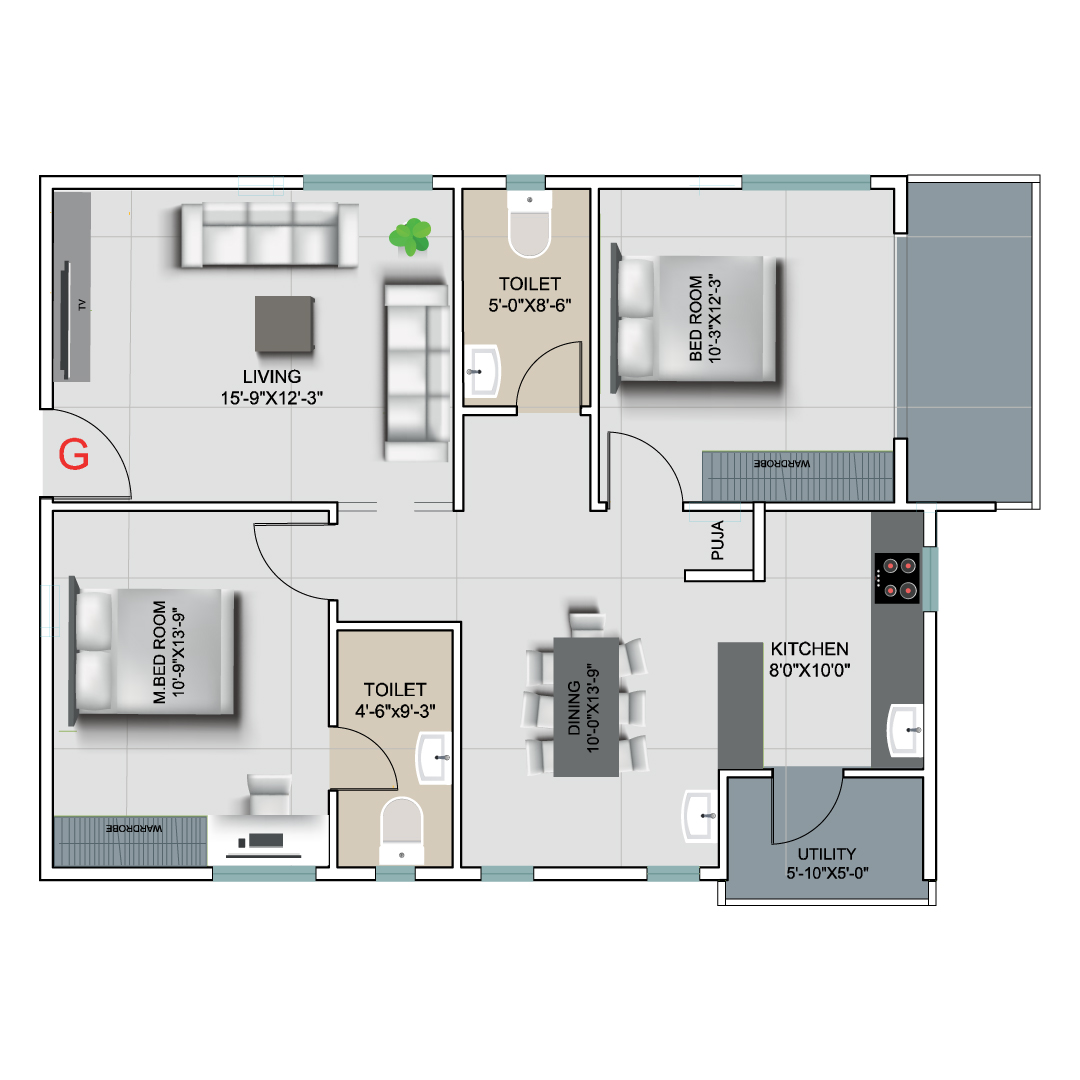 TV
LIVING
15'-9"X12'-3"
G
TOILET
5'-0"X8'-6"
BED ROOM
10'-3"X12'-3"
WARDROBE
PUJA
M.BED ROOM
10'-9"X13'-9"
WARDROBE
TOILET
4'-6"x9'-3"
DINING
10'-0"X13'-9"
KITCHEN
8'0"X10'0"
UTILITY
5'-10"X5'-0"